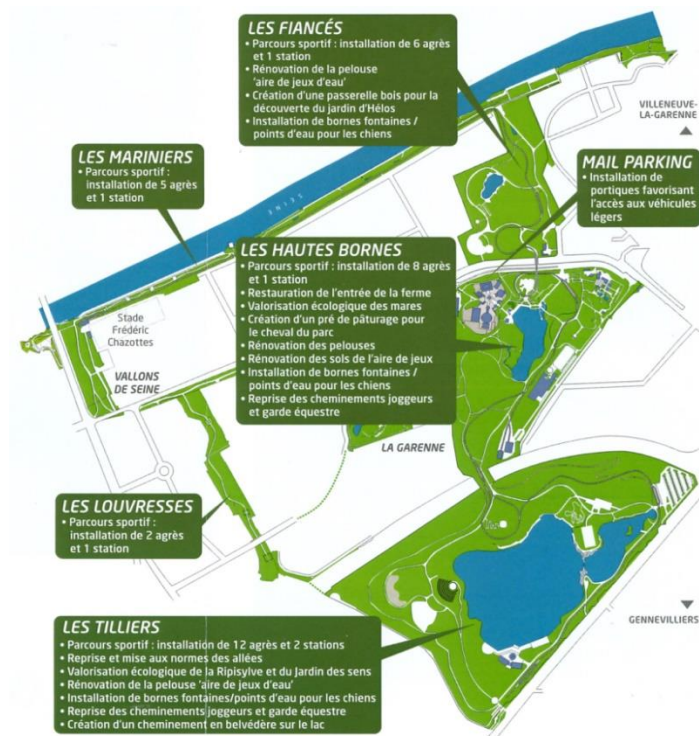 LES FIANCÉS
• Parcours sportif : installation de 6 agrès
et 1 station
• Rénovation de la pelouse
'aire de jeux d'eau'
• Création d'une passerelle bois pour la
découverte du jardin d'Hélos
• Installation de bornes fontaines /
points d'eau pour les chiens
VILLENEUVE-
LA-GARENNE
LES MARINIERS
• Parcours sportif :
installation de 5 agrès
et 1 station
MAIL PARKING
• Installation de
portiques favorisant
l'accès aux véhicules
légers
SEINE
LES HAUTES BORNES
• Parcours sportif : installation de 8 agrès
et 1 station
• Restauration de l'entrée de la ferme
• Valorisation écologique des mares
• Création d'un pré de pâturage pour
le cheval du parc
• Rénovation des pelouses
• Rénovation des sols de l'aire de jeux
• Installation de bornes fontaines /
points d'eau pour les chiens
• Reprise des cheminements joggeurs
et garde équestre
Stade
Frédéric
Chazottes
VALLONS
DE SEINE
LA GARENNE
LES LOUVRESSES
• Parcours sportif :
installation de 2 agrès
et 1 station
GENNEVILLIERS
LES TILLIERS
• Parcours sportif : installation de 12 agrès et 2 stations
• Reprise et mise aux normes des allées
• Valorisation écologique de la Ripisylve et du Jardin des sens
• Rénovation de la pelouse 'aire de jeux d'eau'
• Installation de bornes fontaines/points d'eau pour les chiens
• Reprise des cheminements joggeurs et garde équestre
• Création d'un cheminement en belvédère sur le lac